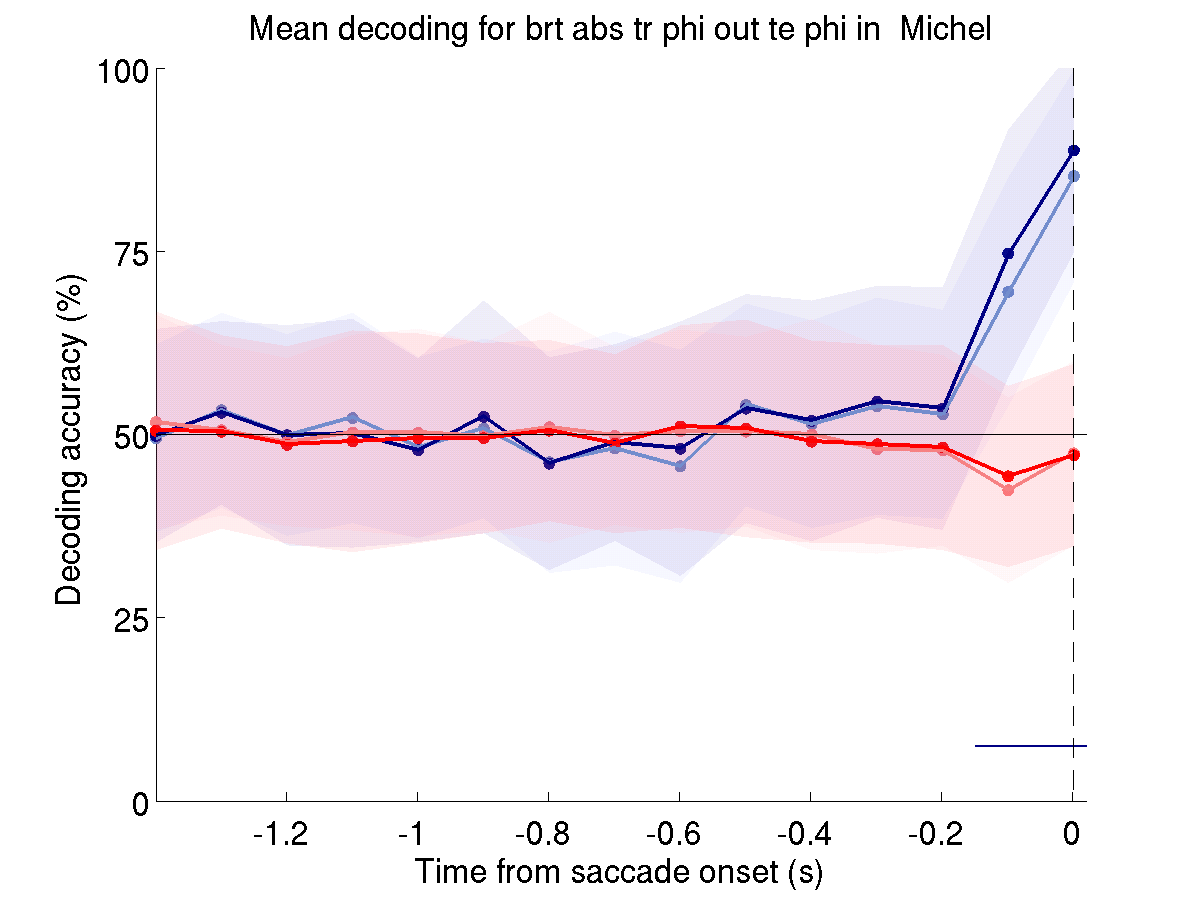 Mean decoding for brt abs tr phi out te phi in  Michel
100
75
50
25
0
Decoding accuracy (%)
-1.2 -1 -0.8 -0.6 -0.4 -0.2 0
Time from saccade onset (s)